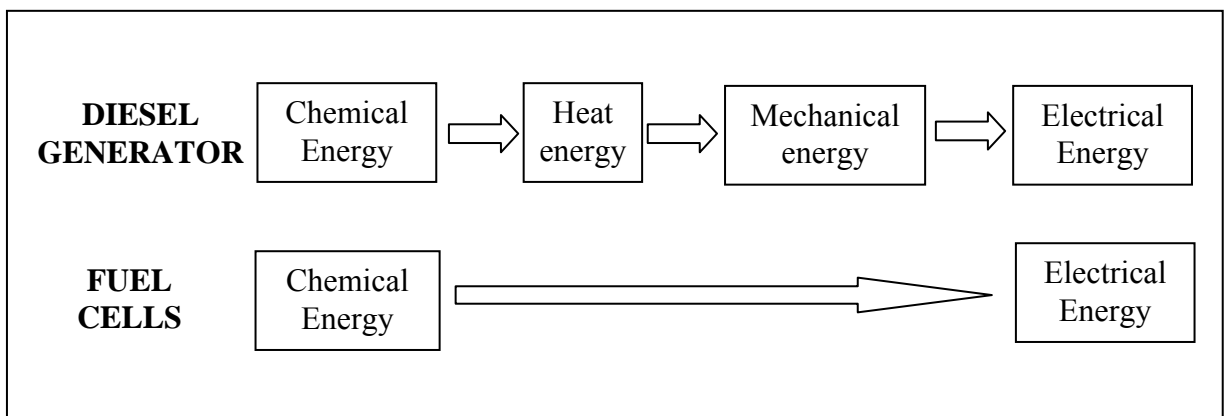 DIESEL
GENERATOR
Chemical
Energy
Heat
energy
Mechanical
energy
Electrical
Energy
FUEL
CELLS
Chemical
Energy
Electrical
Energy